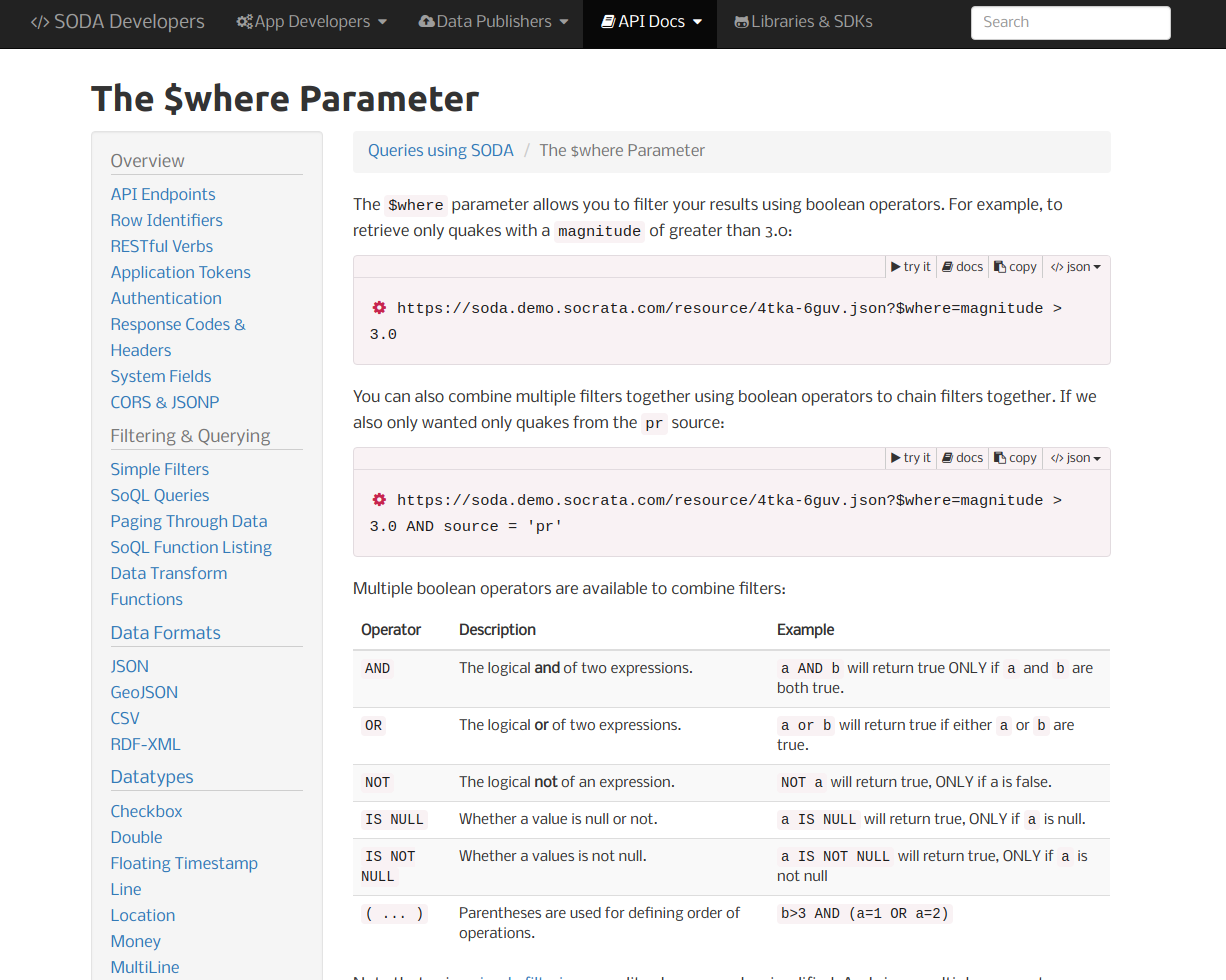 </> SODA Developers App Developers Data Publishers API Docs Libraries & SDKs Search
The $where Parameter
Overview
API Endpoints
Row Identifiers
RESTful Verbs
Application Tokens
Authentication
Response Codes &
Headers
System Fields
CORS & JSONP
Filtering & Querying
Simple Filters
SoQL Queries
Paging Through Data
SoQL Function Listing
Data Transform
Functions
Data Formats
JSON
GeoJSON
CSV
RDF-XML
Datatypes
Checkbox
Double
Floating Timestamp
Line
Location
Money
MultiLine
Queries using SODA / The $where Parameter
The $where parameter allows you to filter your results using boolean operators. For example, to
retrieve only quakes with a magnitude of greater than 3.0:
try it docs copy </> json
https://soda.demo.socrata.com/resource/4tka-6guv.json?$where=magnitude >
3.0
You can also combine multiple filters together using boolean operators to chain filters together. If we
also only wanted only quakes from the pr source:
try it docs copy </> json
https://soda.demo.socrata.com/resource/4tka-6guv.json?$where=magnitude >
3.0 AND source = 'pr'
Multiple boolean operators are available to combine filters:
Operator Description Example
AND The logical and of two expressions. a AND b will return true ONLY if a and b are
both true.
OR The logical or of two expressions. a or b will return true if either a or b are
true.
NOT The logical not of an expression. NOT a will return true, ONLY if a is false.
IS NULL Whether a value is null or not. a IS NULL will return true, ONLY if a is null.
IS NOT Whether a values is not null. a IS NOT NULL will return true, ONLY if a is
NULL not null
( ... ) Parentheses are used for defining order of b>3 AND (a=1 OR a=2)
operations.